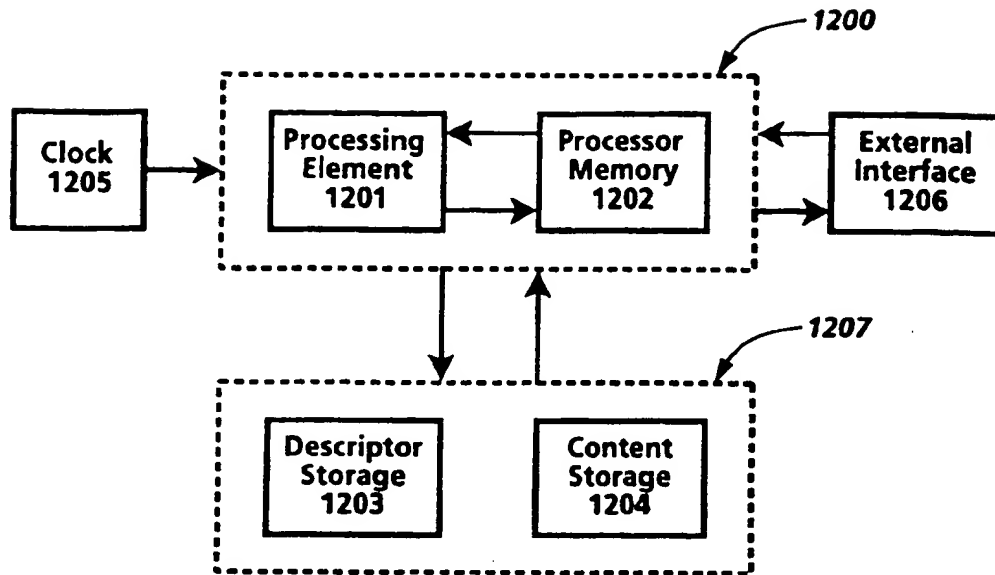 1200
Clock
1205
Processing
Element
1201
Processor
Memory
1202
External
Interface
1206
1207
Descriptor
Storage
1203
Content
Storage
1204